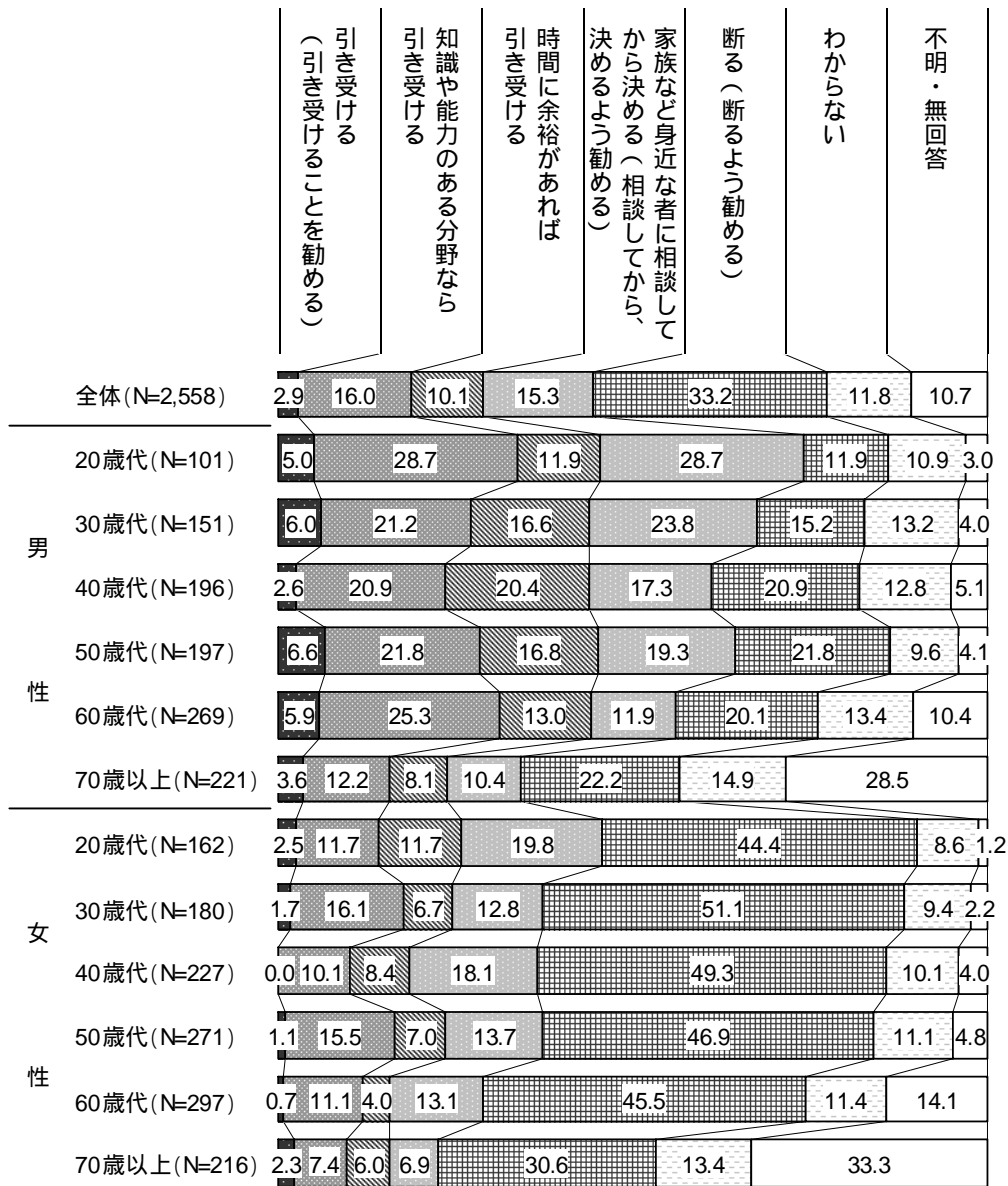 引き受ける
（引き受けることを勧める）
知識や能力のある分野なら
引き受ける
時間に余裕があれば
引き受ける
家族など身近な者に相談して
から決める（相談してから、
決めるよう勧める）
断る（断るよう勧める）
わからない
不明・無回答
全体(N=2,558) 2.9 16.0 10.1 15.3 33.2 11.8 10.7
男性
20歳代(N=101) 5.0 28.7 11.9 28.7 11.9 10.9 3.0
30歳代(N=151) 6.0 21.2 16.6 23.8 15.2 13.2 4.0
40歳代(N=196) 2.6 20.9 20.4 17.3 20.9 12.8 5.1
50歳代(N=197) 6.6 21.8 16.8 19.3 21.8 9.6 4.1
60歳代(N=269) 5.9 25.3 13.0 11.9 20.1 13.4 10.4
70歳以上(N=221) 3.6 12.2 8.1 10.4 22.2 14.9 28.5
女性
20歳代(N=162) 2.5 11.7 11.7 19.8 44.4 8.6 1.2
30歳代(N=180) 1.7 16.1 6.7 12.8 51.1 9.4 2.2
40歳代(N=227) 0.0 10.1 8.4 18.1 49.3 10.1 4.0
50歳代(N=271) 1.1 15.5 7.0 13.7 46.9 11.1 4.8
60歳代(N=297) 0.7 11.1 4.0 13.1 45.5 11.4 14.1
70歳以上(N=216) 2.3 7.4 6.0 6.9 30.6 13.4 33.3